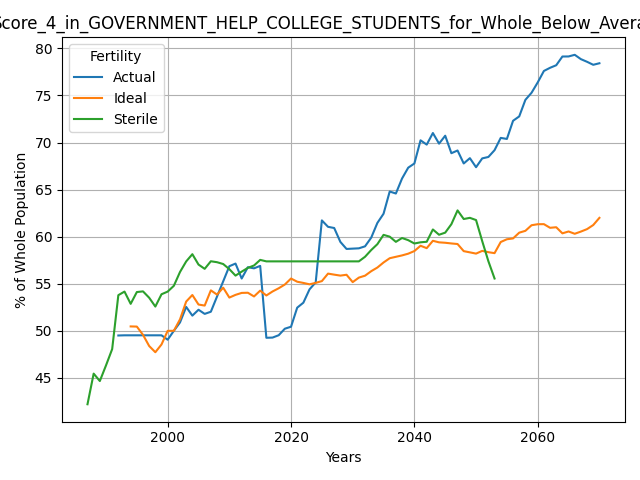 Score_4_in_GOVERNMENT_HELP_COLLEGE_STUDENTS_for_Whole_Below_Avera
80
75
70
65
60
55
50
45
% of Whole Population
Fertility
Actual
Ideal
Sterile
2000 2020 2040 2060
Years